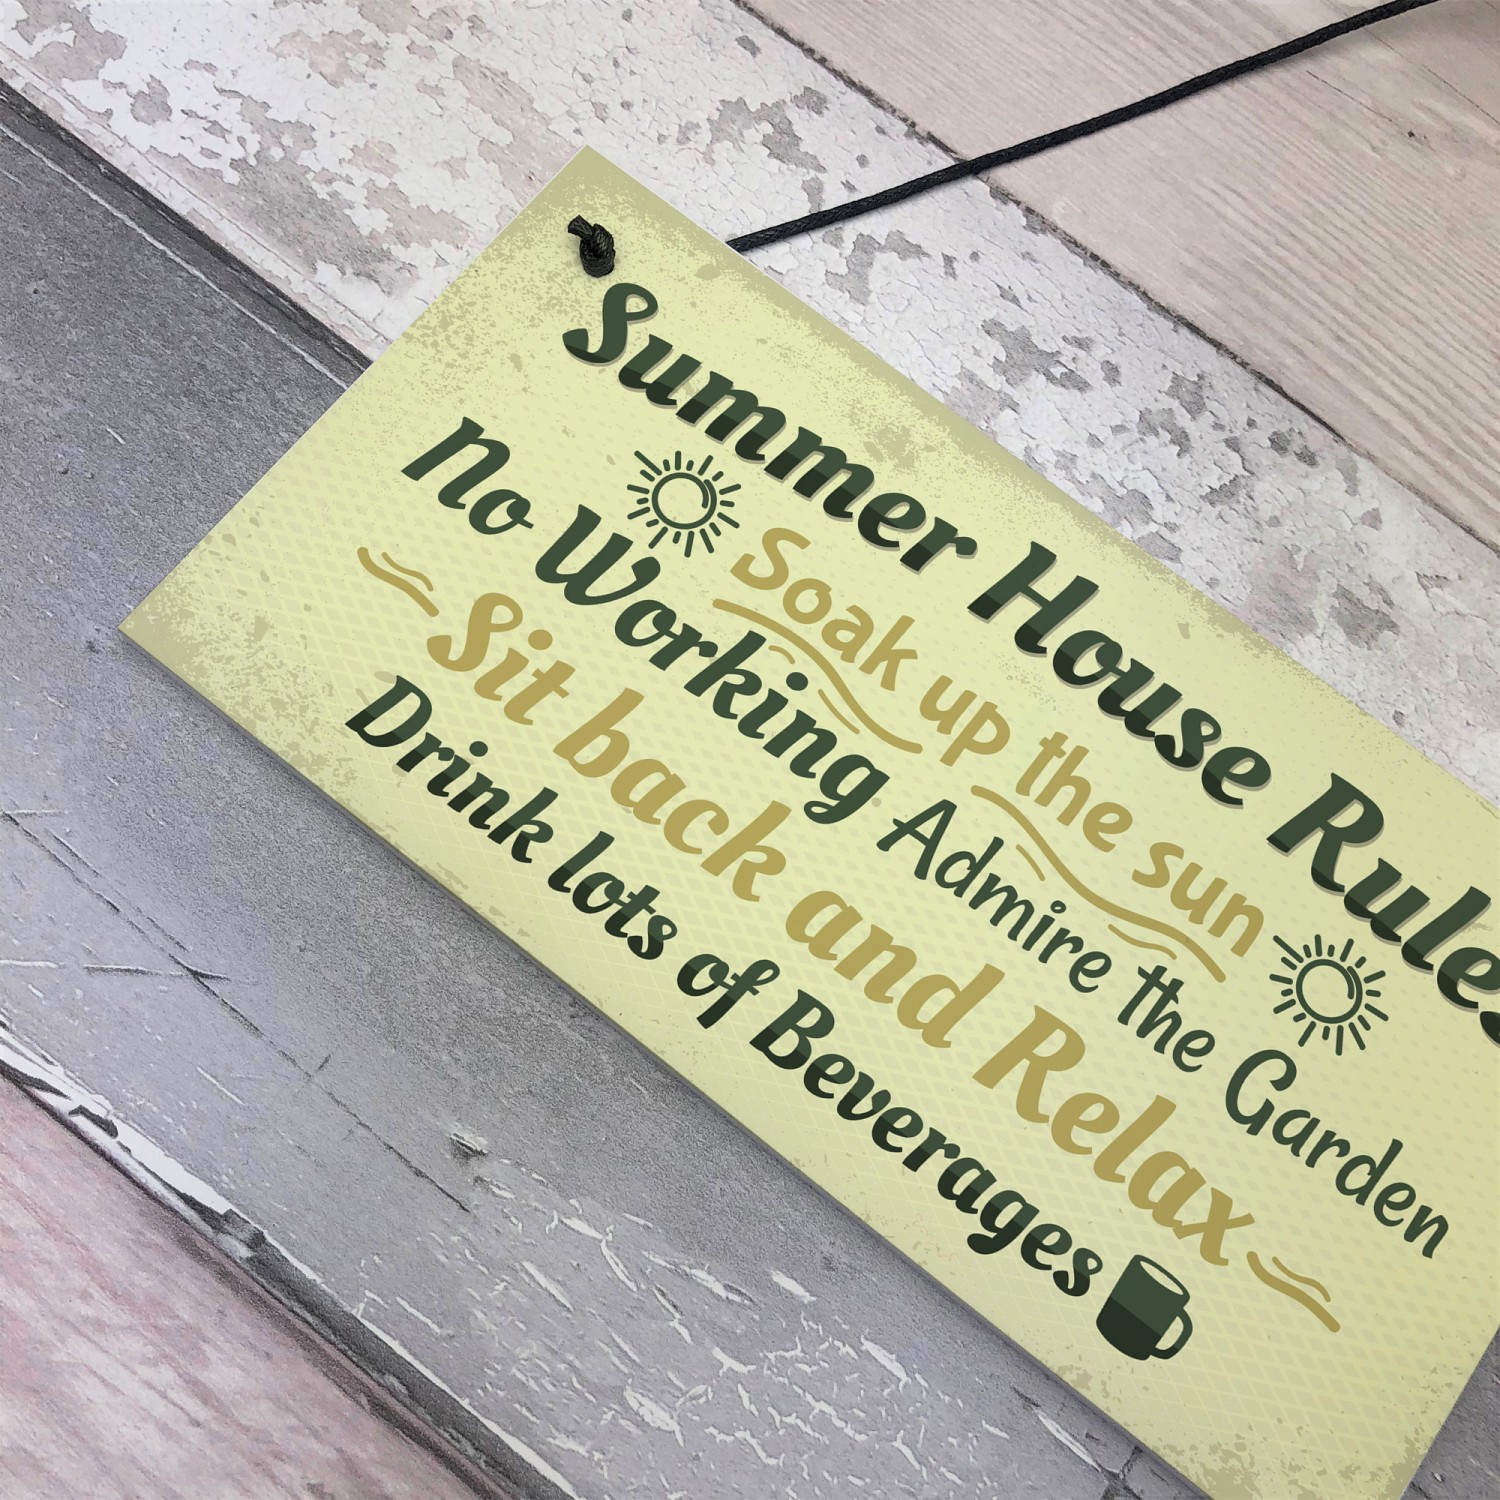 Summer House Rules
Soak up the sun
No Working Admire the Garden
Sit back and Relax
Drink lots of Beverages